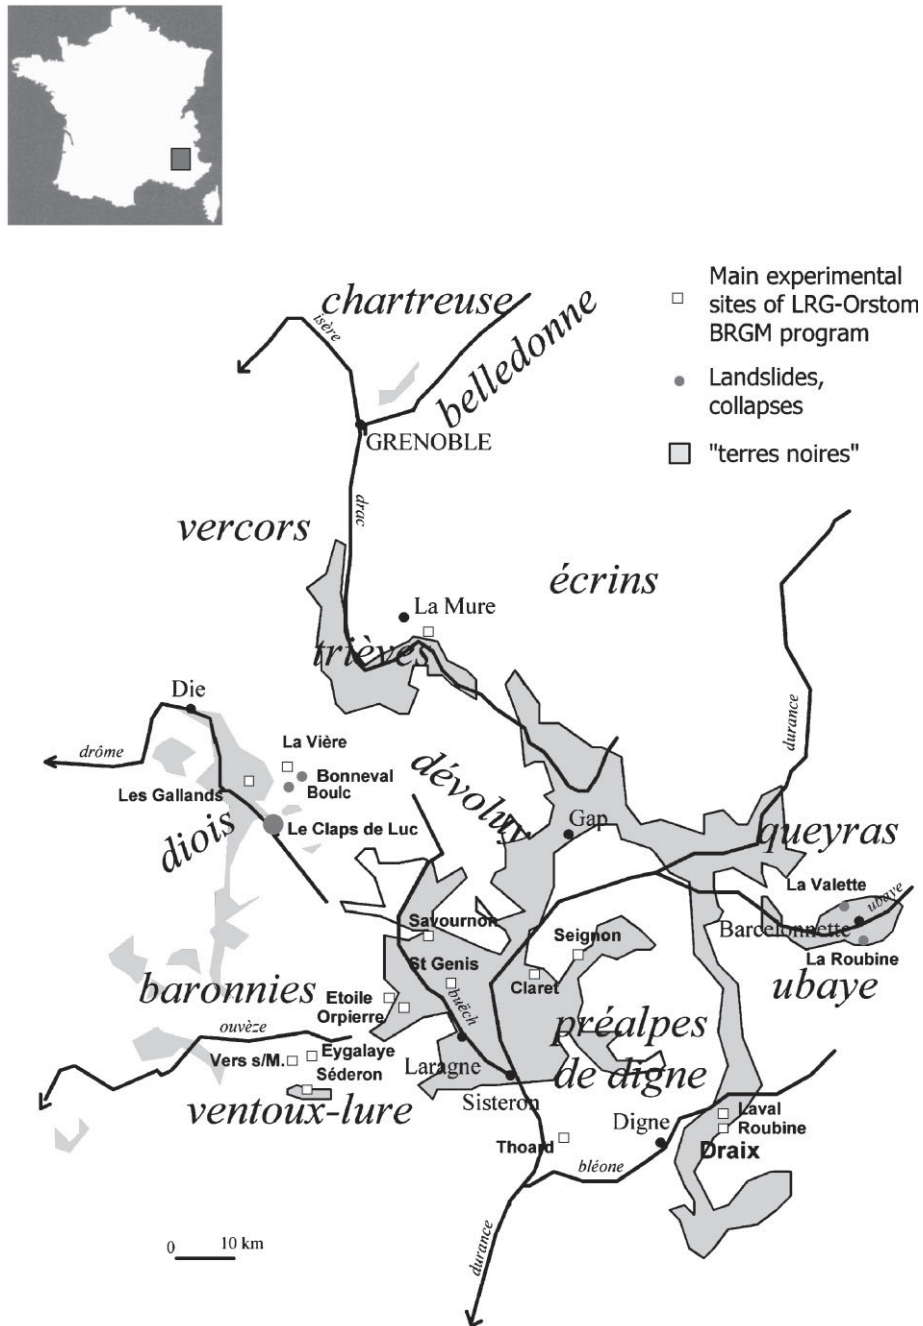 Main experimental
sites of LRG-Orstom
BRGM program
Landslides,
collapses
"terres noires"
chartreuse
belledonne
isère
GRENOBLE
drac
vercors
écrins
La Mure
trièves
Die
drôme
La Vière
Bonneval
Boulc
Les Gallands
Le Claps de Luc
diois
dévoluy
Gap
durance
queyras
La Valette
ubaye
Barcelonnette
La Roubine
ubaye
Savournon
Seignon
St Genis
Claret
baronnies
Etoile
Orpierre
buëch
préalpes
de digne
ouvèze
Vers s/M.
Eygalaye
Séderon
Laragne
Sisteron
ventoux-lure
Thoard
Digne
Laval
Roubine
Draix
bléone
durance
0 10 km